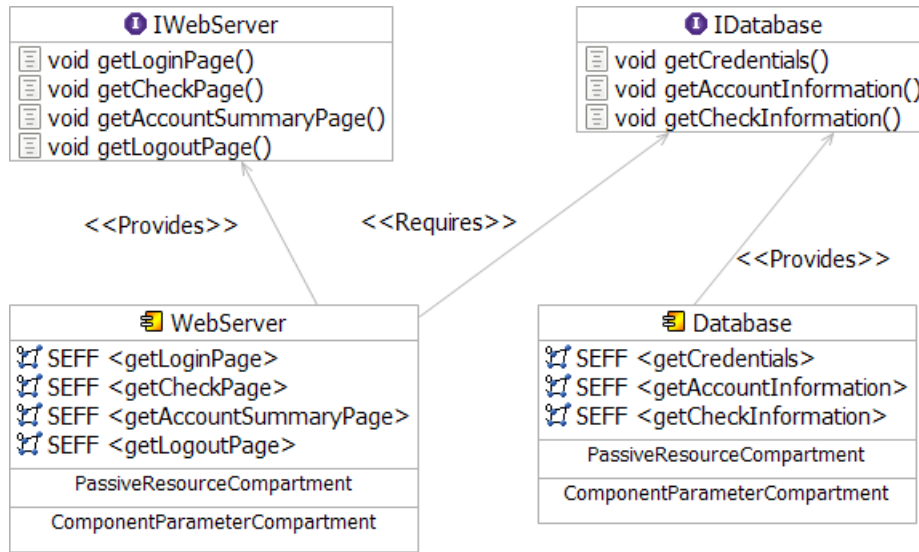 IWebServer
void getLoginPage()
void getCheckPage()
void getAccountSummaryPage()
void getLogoutPage()
IDatabase
void getCredentials()
void getAccountInformation()
void getCheckInformation()
<<Provides>>
<<Requires>>
<<Provides>>
WebServer
SEFF <getLoginPage>
SEFF <getCheckPage>
SEFF <getAccountSummaryPage>
SEFF <getLogoutPage>
PassiveResourceCompartment
ComponentParameterCompartment
Database
SEFF <getCredentials>
SEFF <getAccountInformation>
SEFF <getCheckInformation>
PassiveResourceCompartment
ComponentParameterCompartment